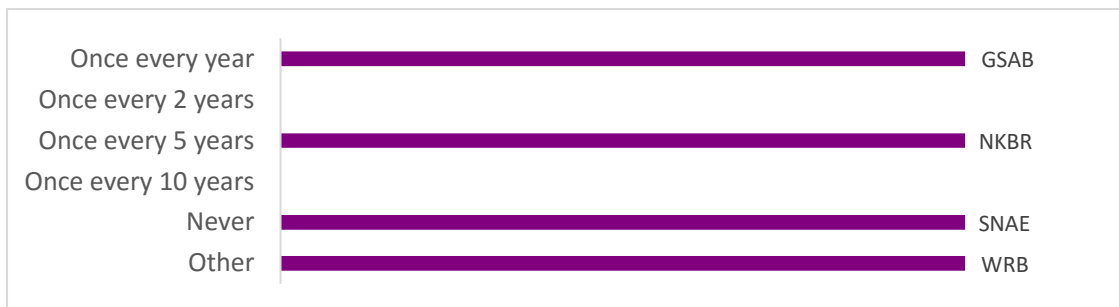 Once every year GSAB
Once every 2 years
Once every 5 years NKBR
Once every 10 years
Never SNAE
Other WRB